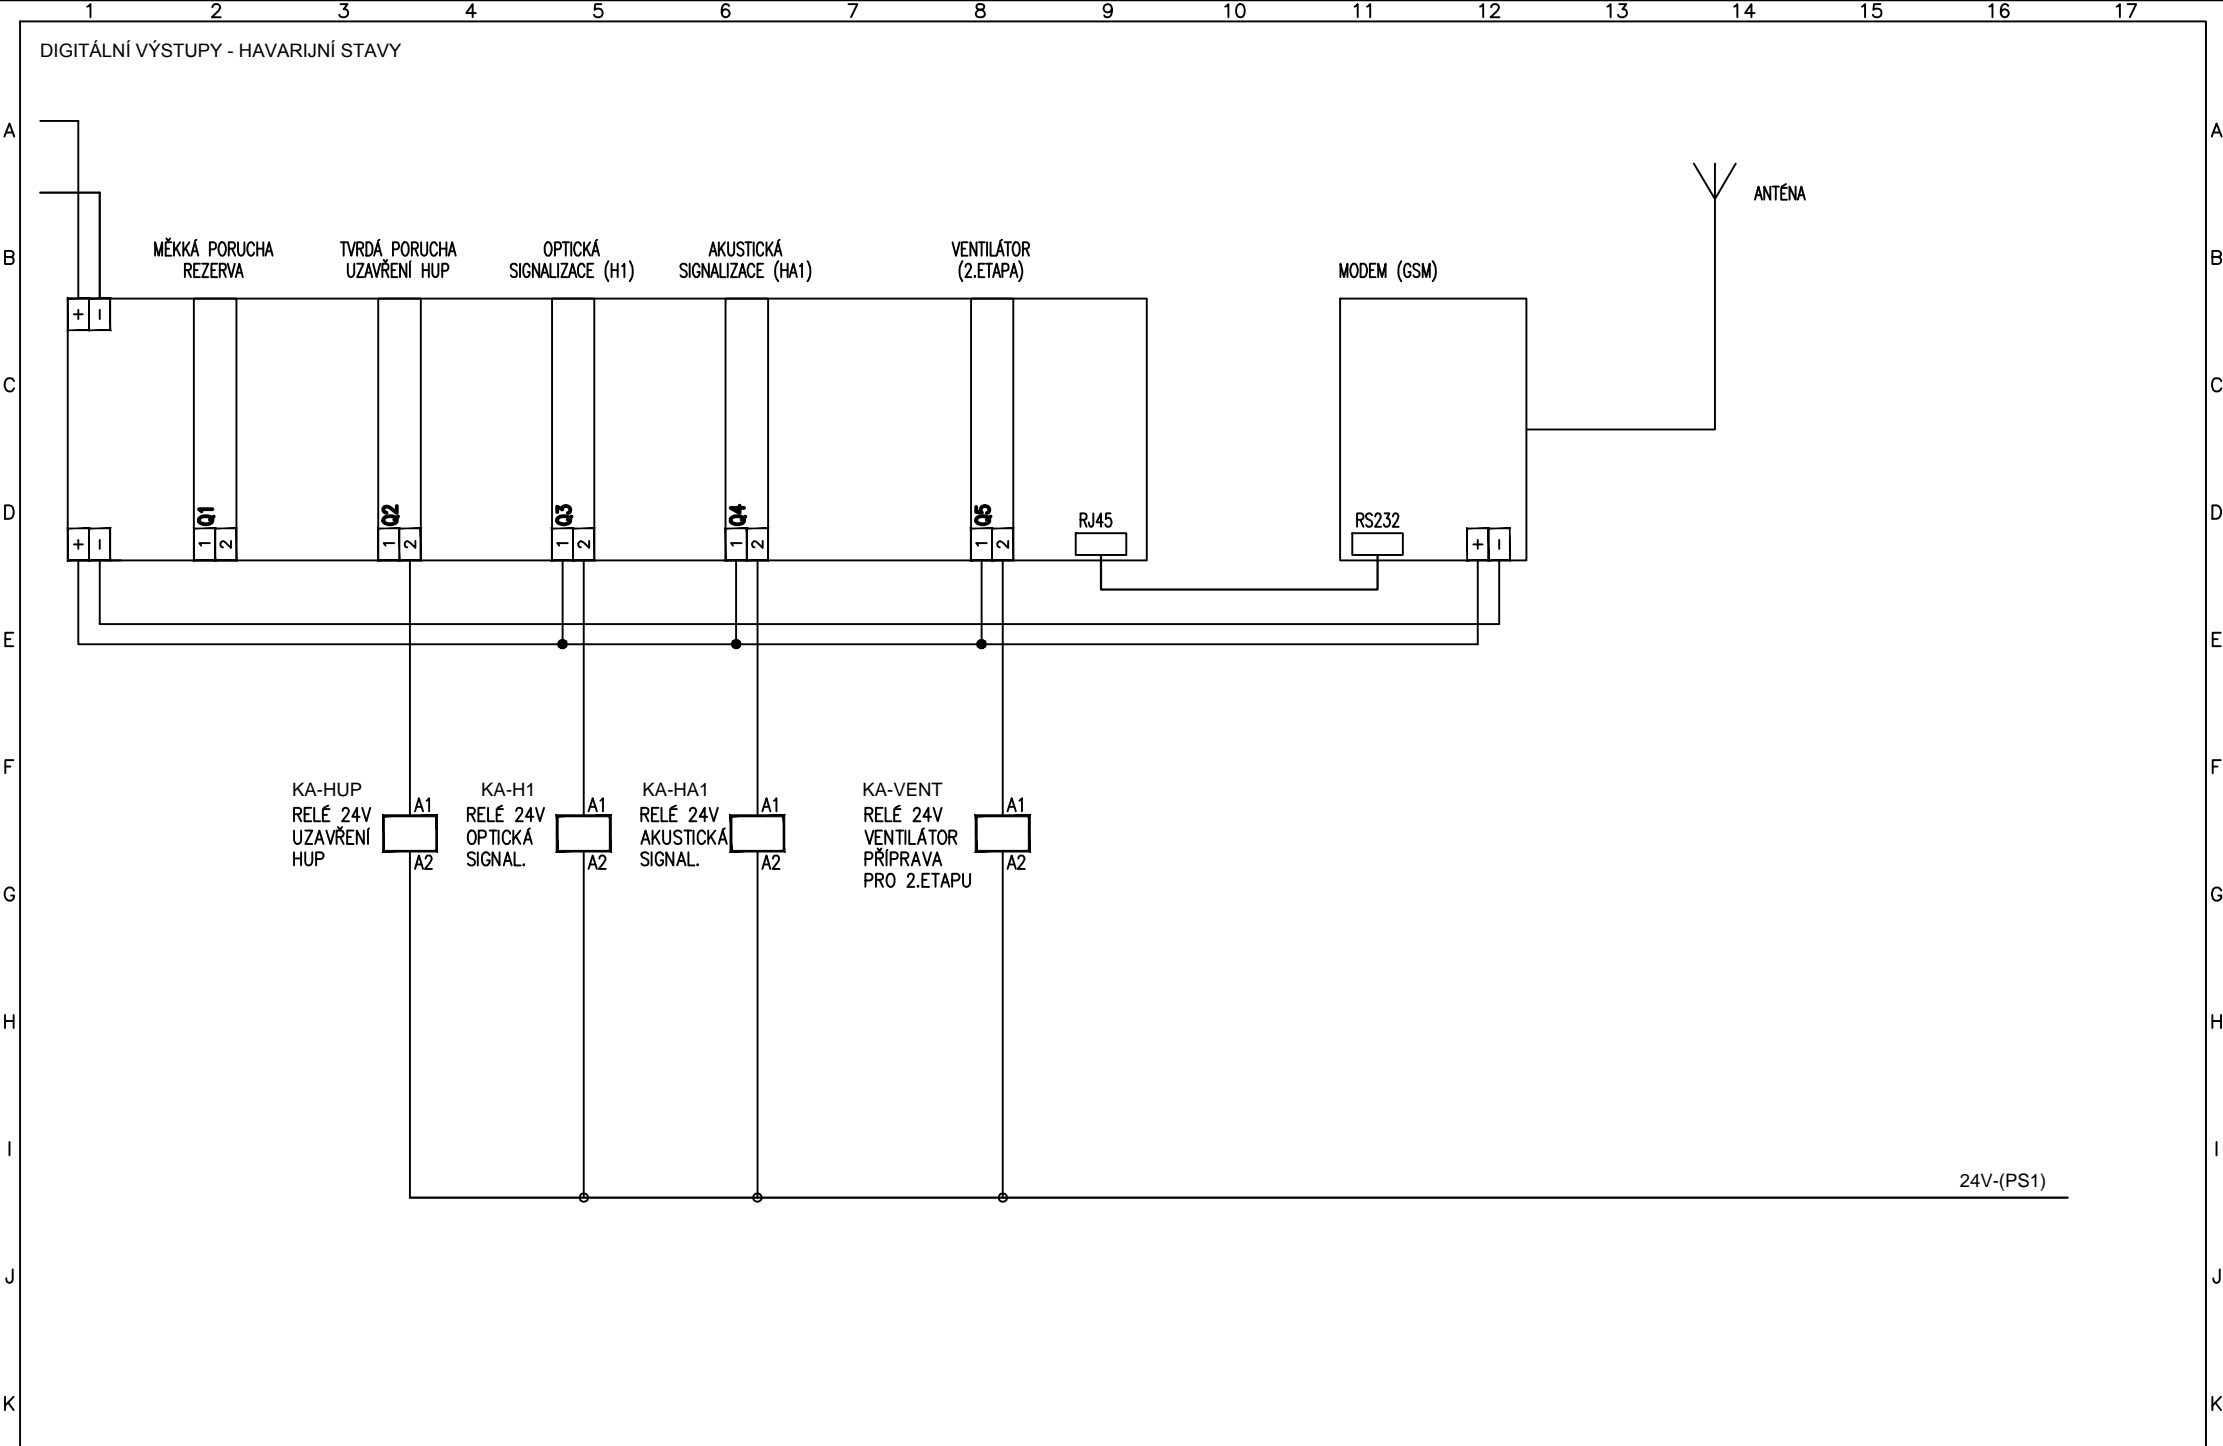 1 2 3 4 5 6 7 8 9 10 11 12 13 14 15 16 17
DIGITÁLNÍ VÝSTUPY - HAVARIJNÍ STAVY
A A
ANTÉNA
B B
MĚKKÁ PORUCHA
REZERVA
TVRDÁ PORUCHA
UZAVŘENÍ HUP
OPTICKÁ
SIGNALIZACE (H1)
AKUSTICKÁ
SIGNALIZACE (HA1)
VENTILÁTOR
(2.ETAPA)
MODEM (GSM)
+ -
C C
D D
Q1 Q2 Q3 Q4 Q5
RJ45 RS232
+ - 1 2 1 2 1 2 1 2 1 2 + -
E E
F F
KA-HUP
RELÉ 24V
UZAVŘENÍ
HUP
A1
A2
KA-H1
RELÉ 24V
OPTICKÁ
SIGNAL.
A1
A2
KA-HA1
RELÉ 24V
AKUSTICKÁ
SIGNAL.
A1
A2
KA-VENT
RELÉ 24V
VENTILÁTOR
PŘÍPRAVA
PRO 2.ETAPU
A1
A2
G G
H H
I I
24V-(PS1)
J J
K K